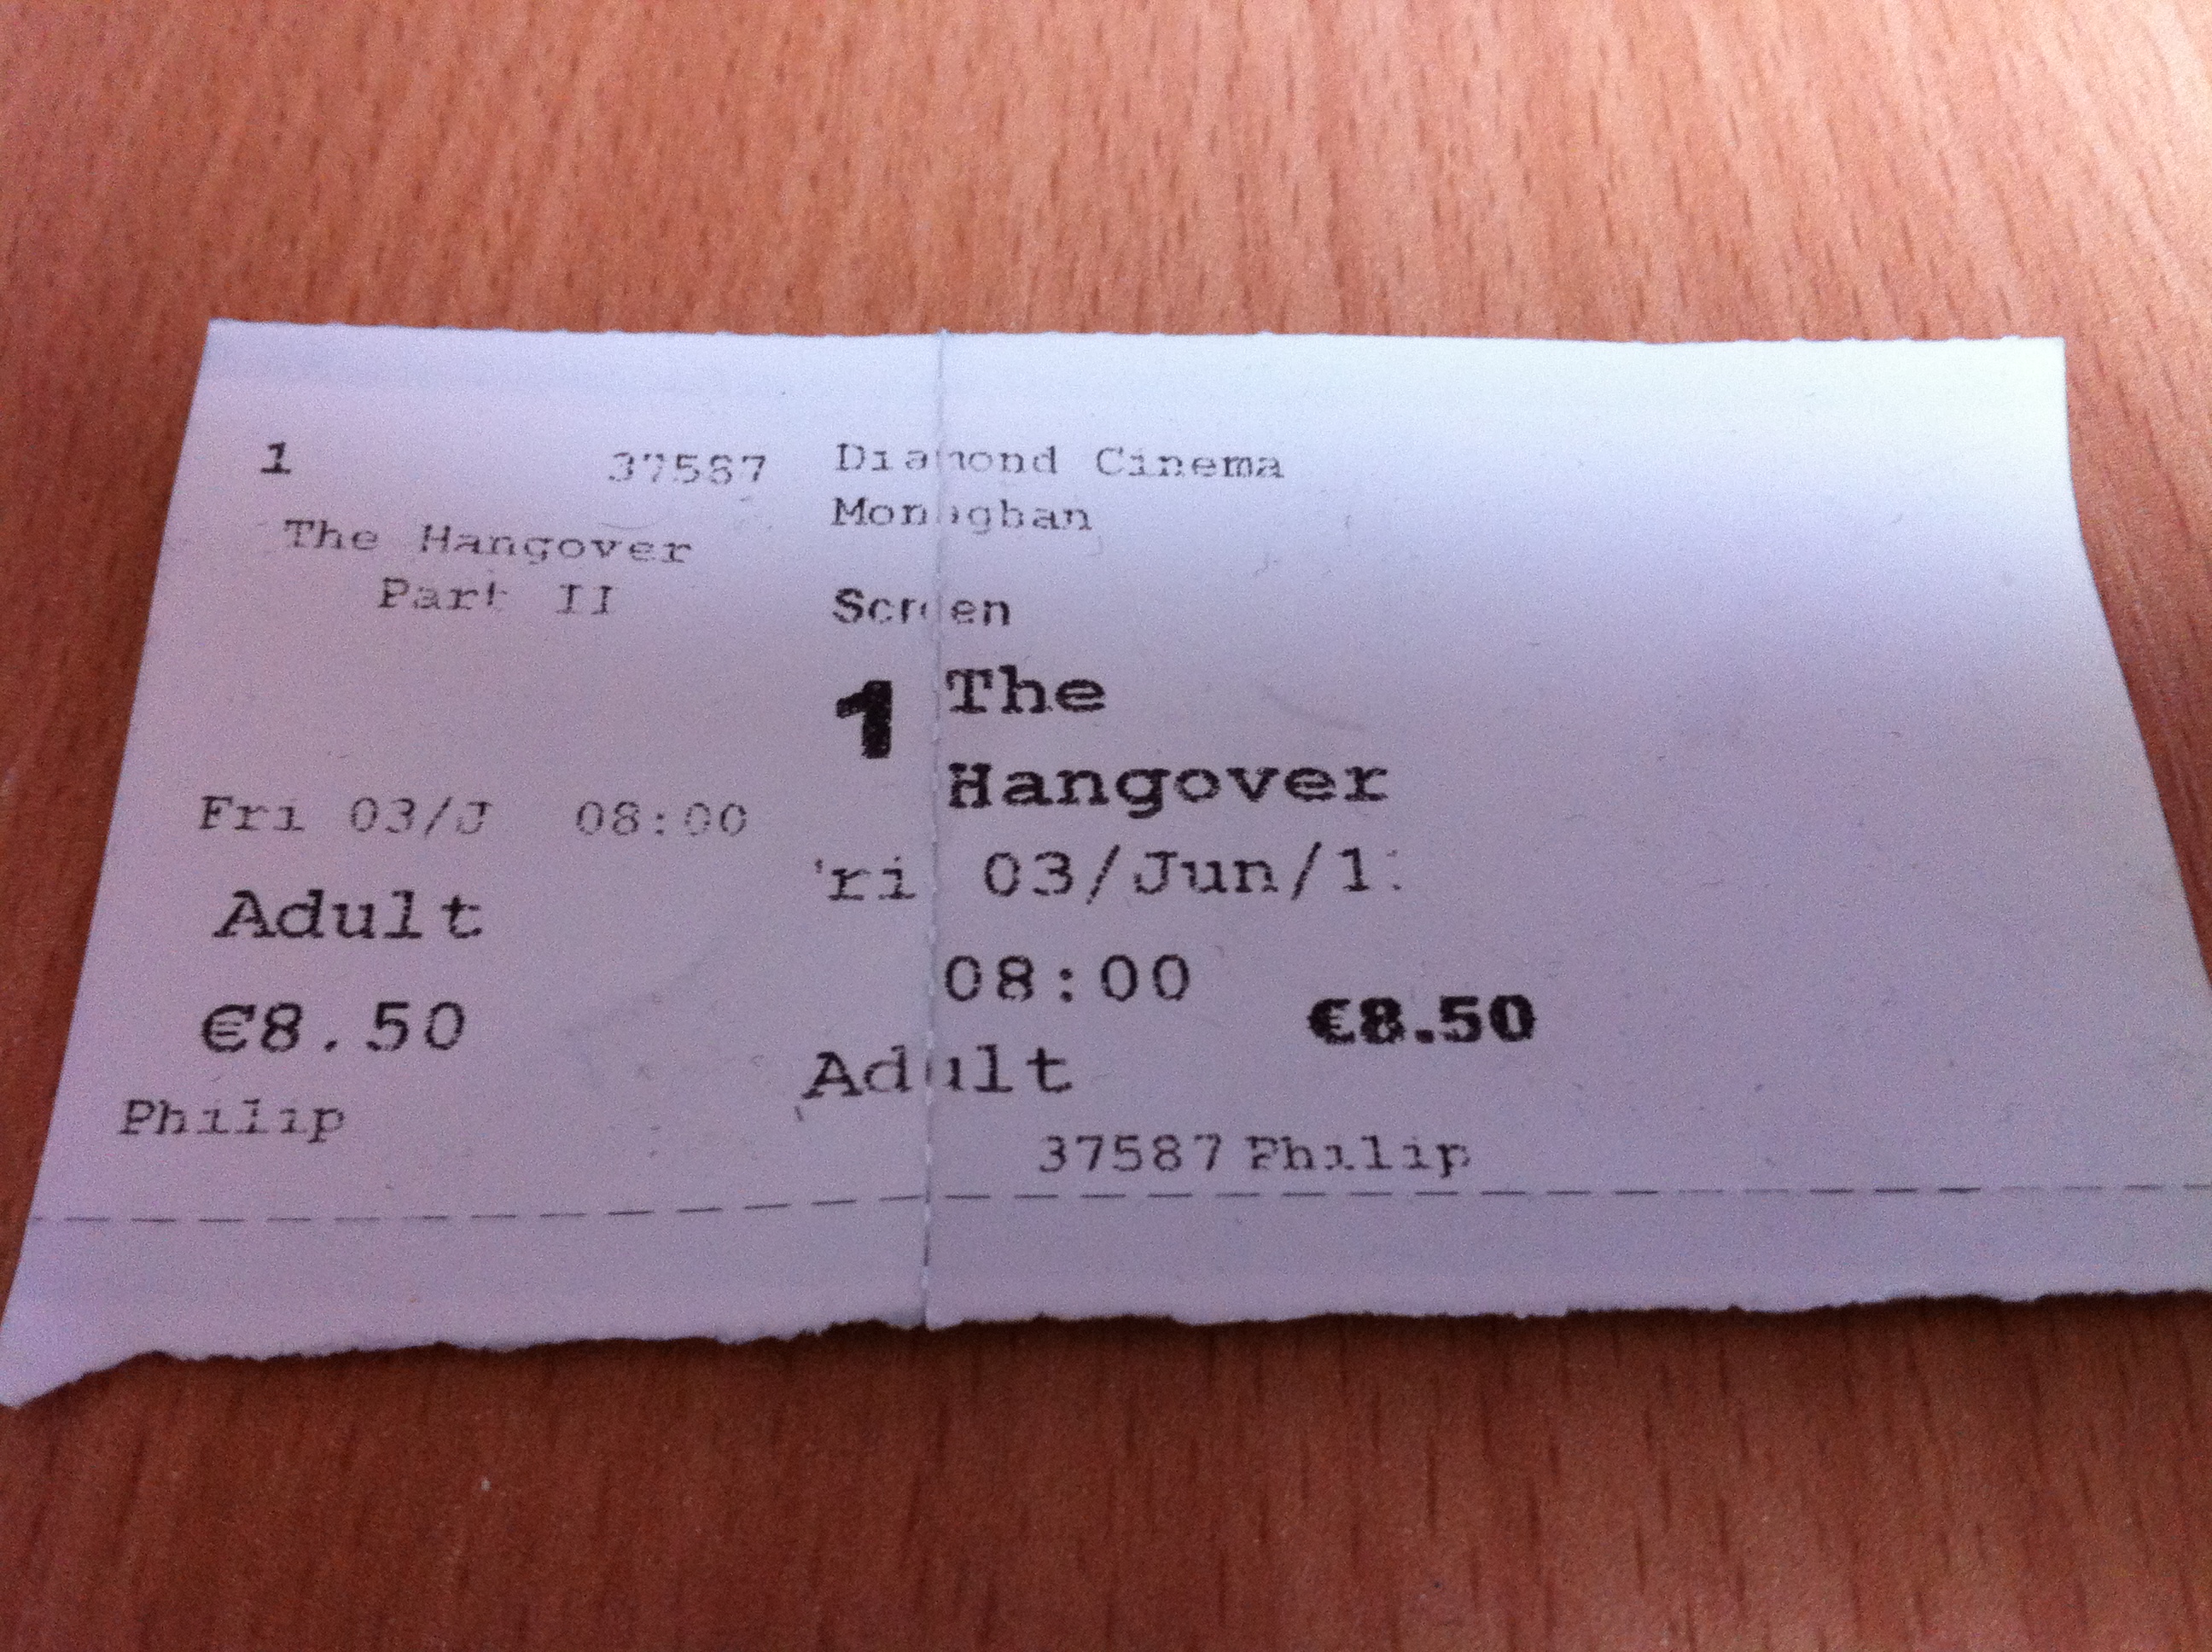 1 37587
The Hangover
Part II
Fri 03/J 08:00
Adult
€8.50
Philip
Diamond Cinema
Monaghan
Screen
1 The
Hangover
ri 03/Jun/1
08:00
€8.50
Adult
37587 Philip